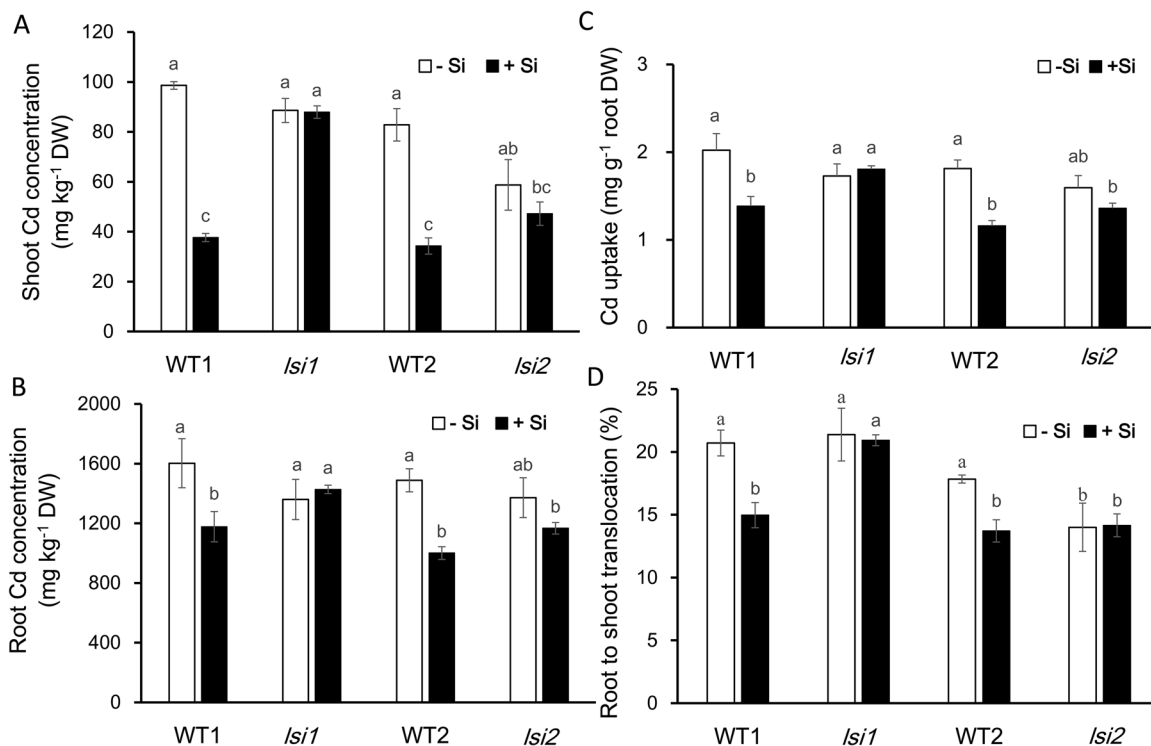 A
Shoot Cd concentration
(mg kg⁻¹ DW)
120
100
80
60
40
20
0
- Si + Si
a
c
a
a
a
c
ab
bc
WT1 lsi1 WT2 lsi2
B
Root Cd concentration
(mg kg⁻¹ DW)
2000
1600
1200
800
400
0
- Si + Si
a
b
a
a
a
b
ab
b
WT1 lsi1 WT2 lsi2
C
Cd uptake (mg g⁻¹ root DW)
3
2
1
0
-Si +Si
a
b
a
a
a
b
ab
b
WT1 lsi1 WT2 lsi2
D
Root to shoot translocation (%)
25
20
15
10
5
0
- Si + Si
a
b
a
a
a
b
b
b
WT1 lsi1 WT2 lsi2